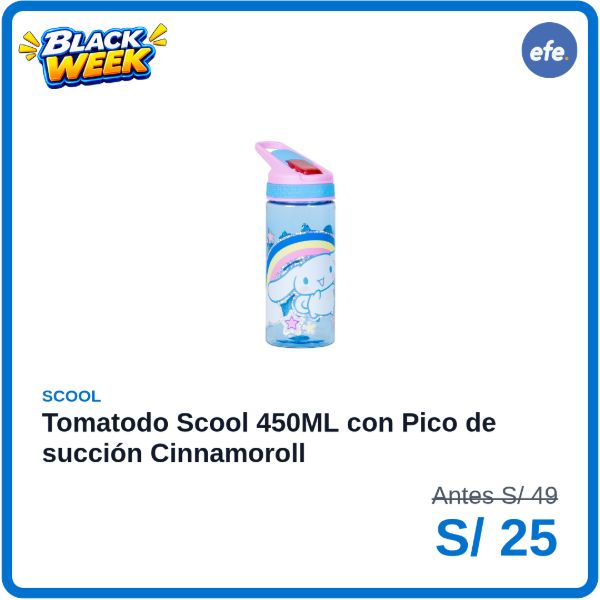 BLACK
WEEK
efe.
SCOOL
Tomatodo Scool 450ML con Pico de
succión Cinnamoroll
Antes S/ 49
S/ 25